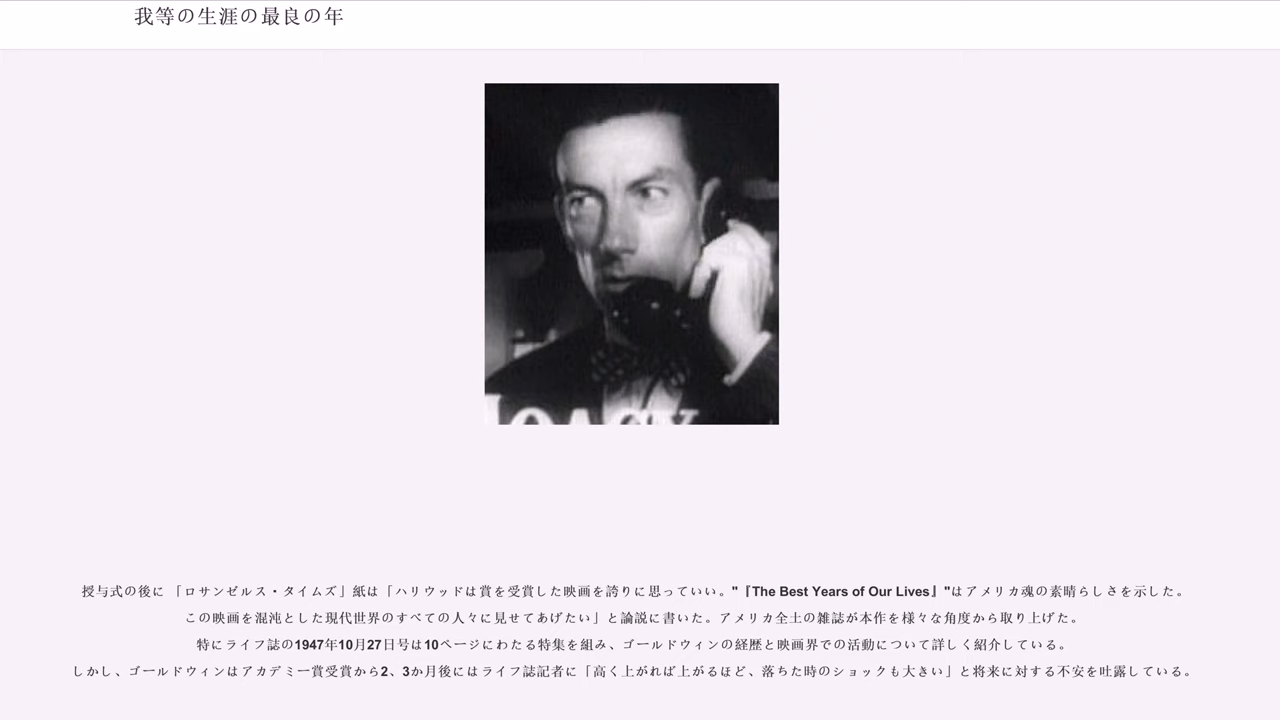 我等の生涯の最良の年
授与式の後に 「ロサンゼルス・タイムズ」紙は「ハリウッドは賞を受賞した映画を誇りに思っていい。"『The Best Years of Our Lives』"はアメリカ魂の素晴らしさを示した。
この映画を混沌とした現代世界のすべての人々に見せてあげたい」と論説に書いた。アメリカ全土の雑誌が本作を様々な角度から取り上げた。
特にライフ誌の1947年10月27日号は10ページにわたる特集を組み、ゴールドウィンの経歴と映画界での活動について詳しく紹介している。
しかし、ゴールドウィンはアカデミー賞受賞から2、3か月後にはライフ誌記者に「高く上がれば上がるほど、落ちた時のショックも大きい」と将来に対する不安を吐露している。